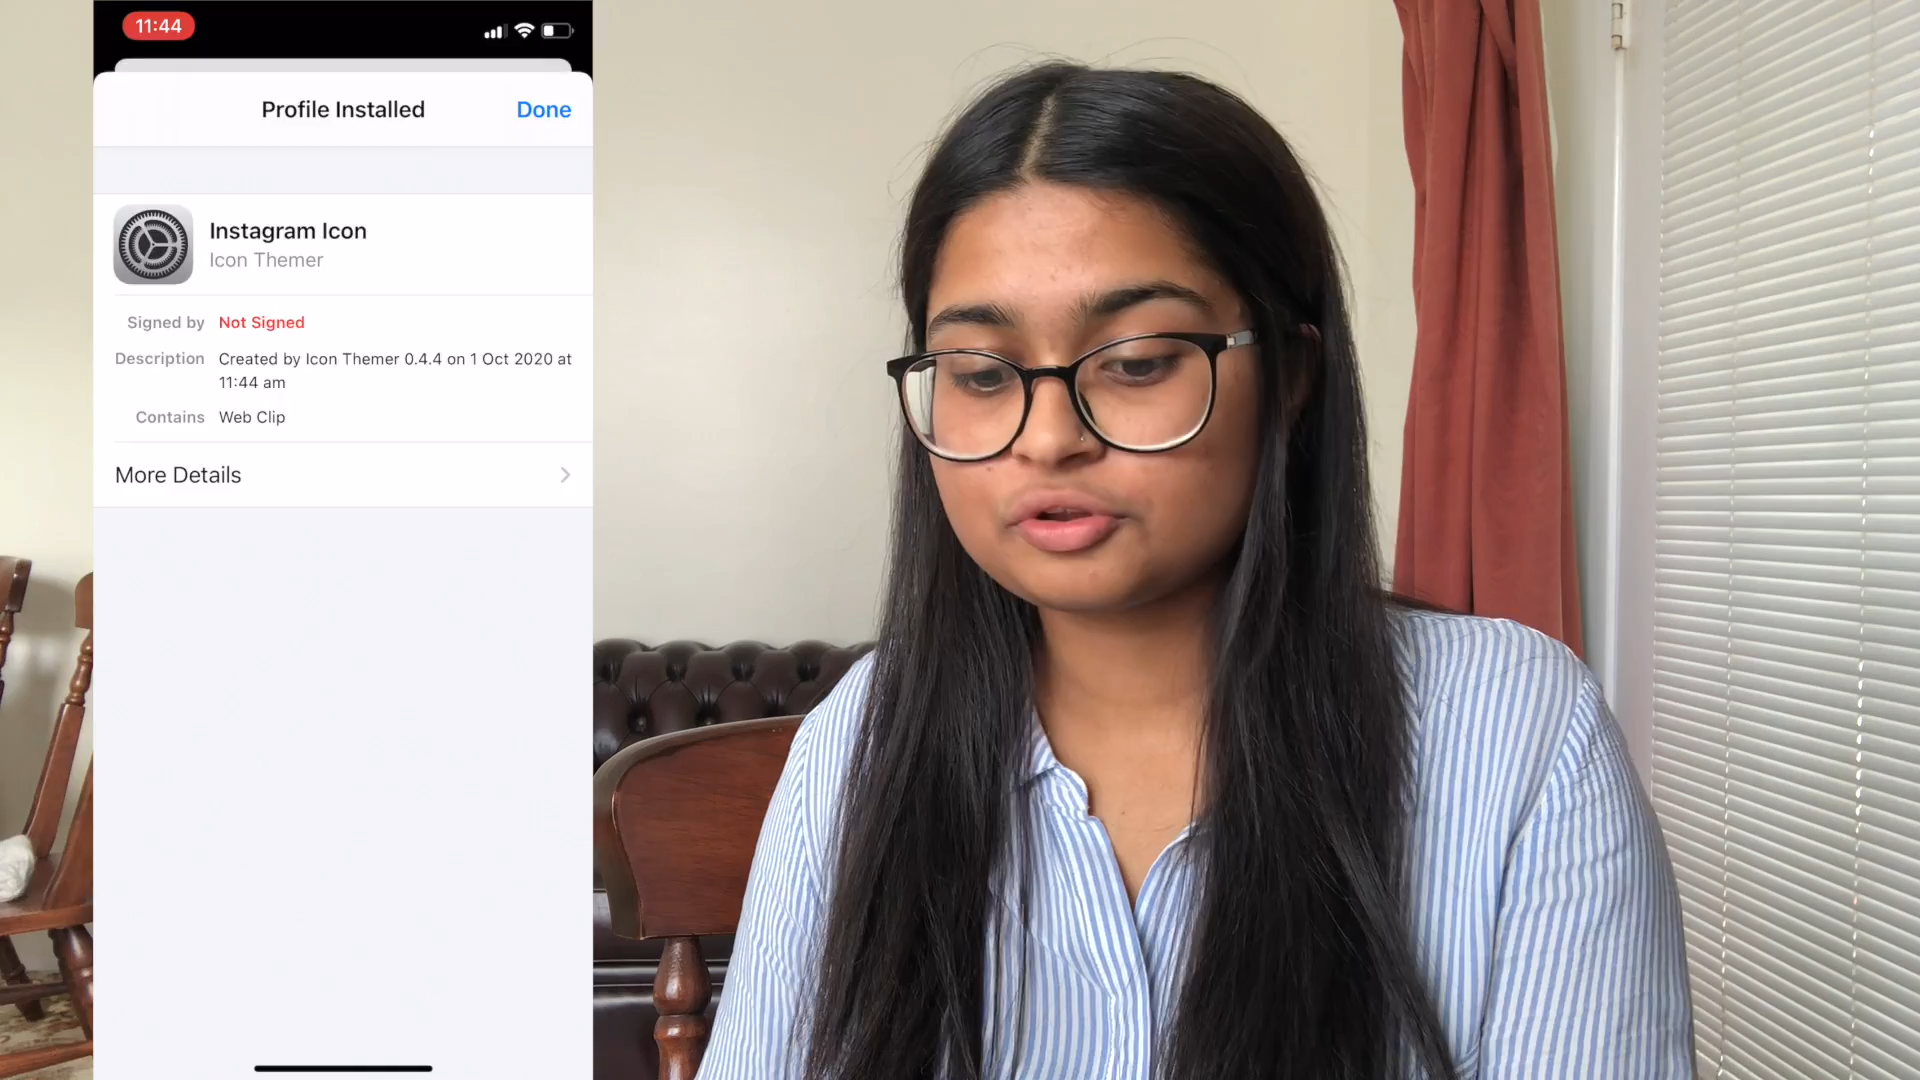 11:44
Profile Installed
Done
Instagram Icon
Icon Themer
Signed by Not Signed
Description Created by Icon Themer 0.4.4 on 1 Oct 2020 at
11:44 am
Contains Web Clip
More Details